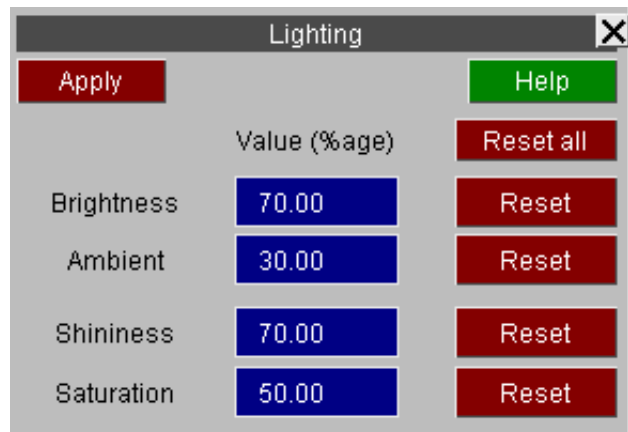 Lighting
Apply Help
Value (%age) Reset all
Brightness 70.00 Reset
Ambient 30.00 Reset
Shininess 70.00 Reset
Saturation 50.00 Reset